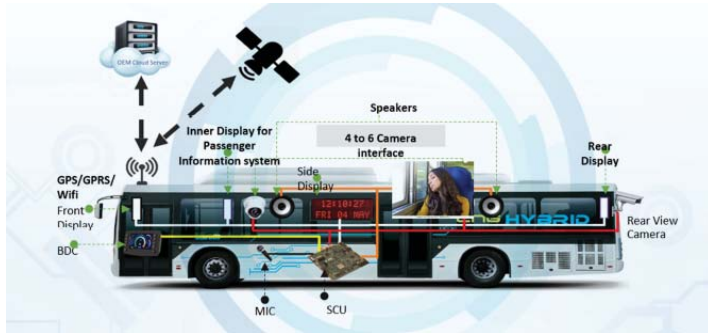 OEM Cloud Server
Speakers
Inner Display for
Passenger
Information system
4 to 6 Camera
interface
Rear
Display
GPS/GPRS/
Wifi
Front
Display
Side
Display
12:10:27
FRI 04 MAY
HYBRID
Rear View
Camera
BDC
MIC
SCU